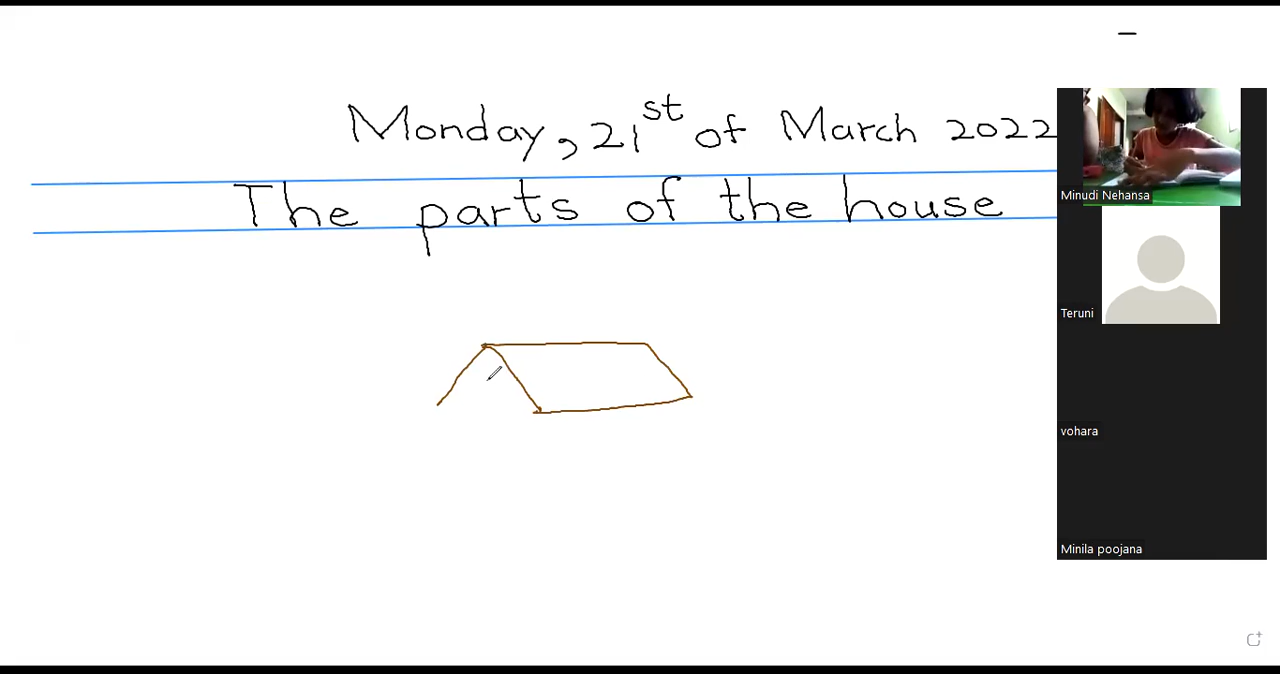 Monday, 21st of March 2022
The parts of the house
Minudi Nehansa
Teruni
vohara
Minila poojana